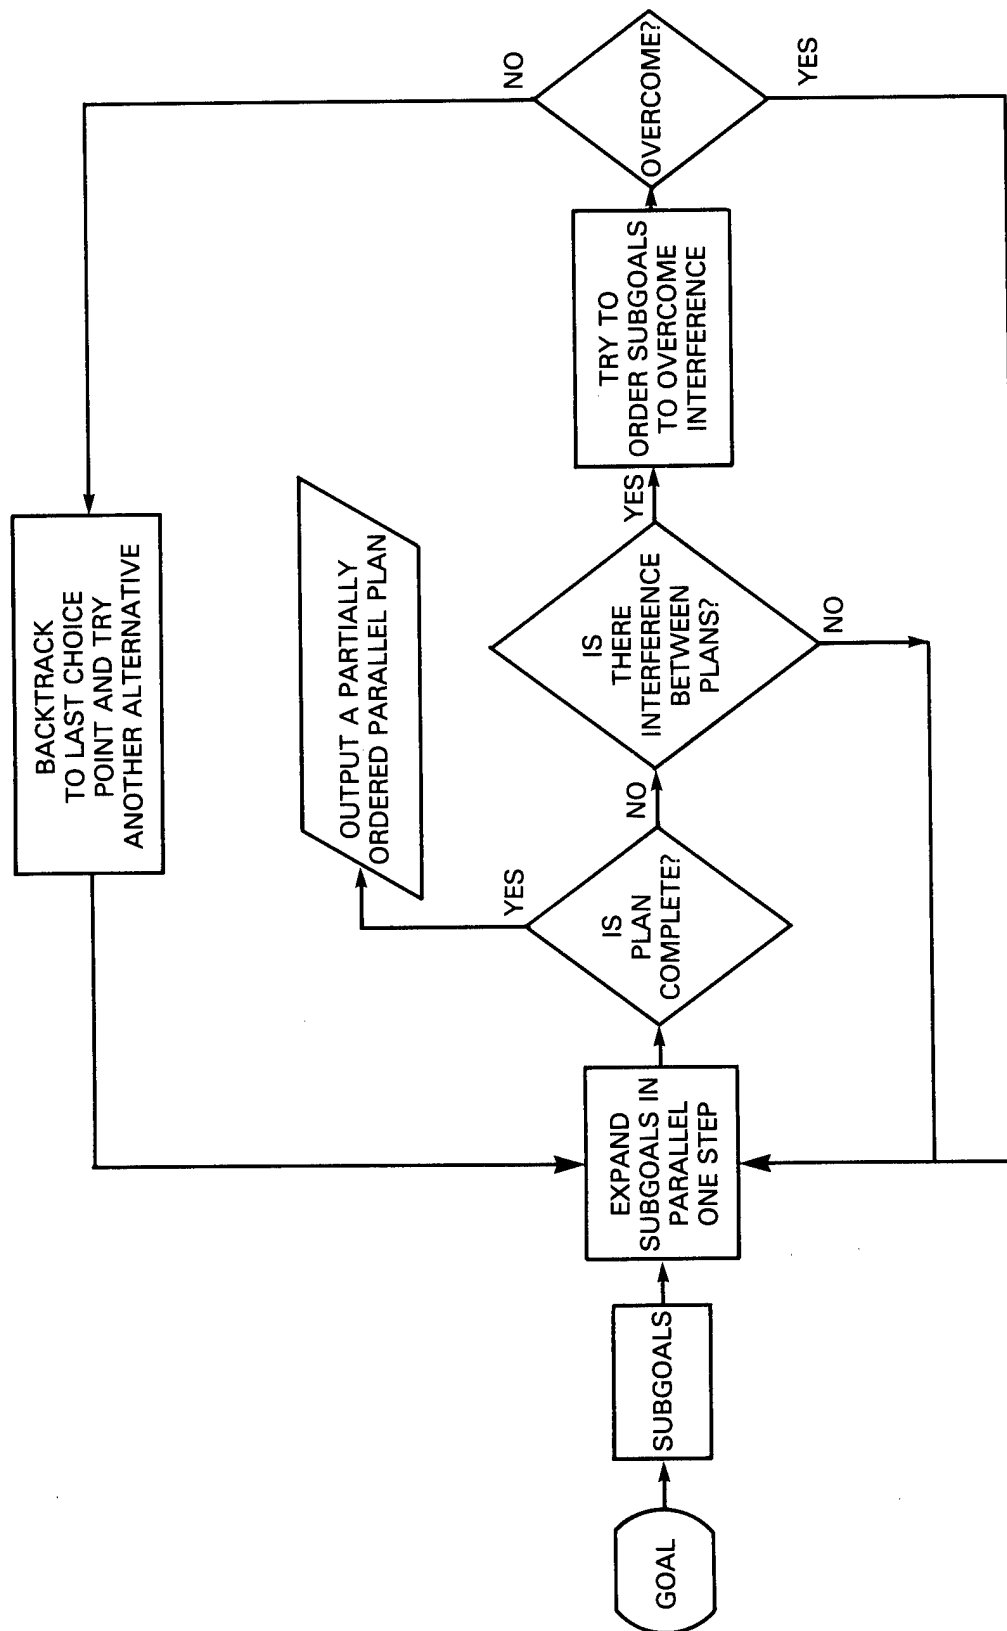 GOAL
SUBGOALS
EXPAND
SUBGOALS IN
PARALLEL
ONE STEP
IS
PLAN
COMPLETE?
YES
OUTPUT A PARTIALLY
ORDERED PARALLEL PLAN
NO
IS
THERE
INTERFERENCE
BETWEEN
PLANS?
NO
YES
TRY TO
ORDER SUBGOALS
TO OVERCOME
INTERFERENCE
OVERCOME?
NO
YES
BACKTRACK
TO LAST CHOICE
POINT AND TRY
ANOTHER ALTERNATIVE